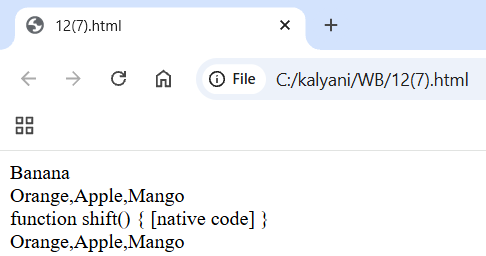 12(7).html
File C:/kalyani/WB/12(7).html
Banana
Orange,Apple,Mango
function shift() { [native code] }
Orange,Apple,Mango